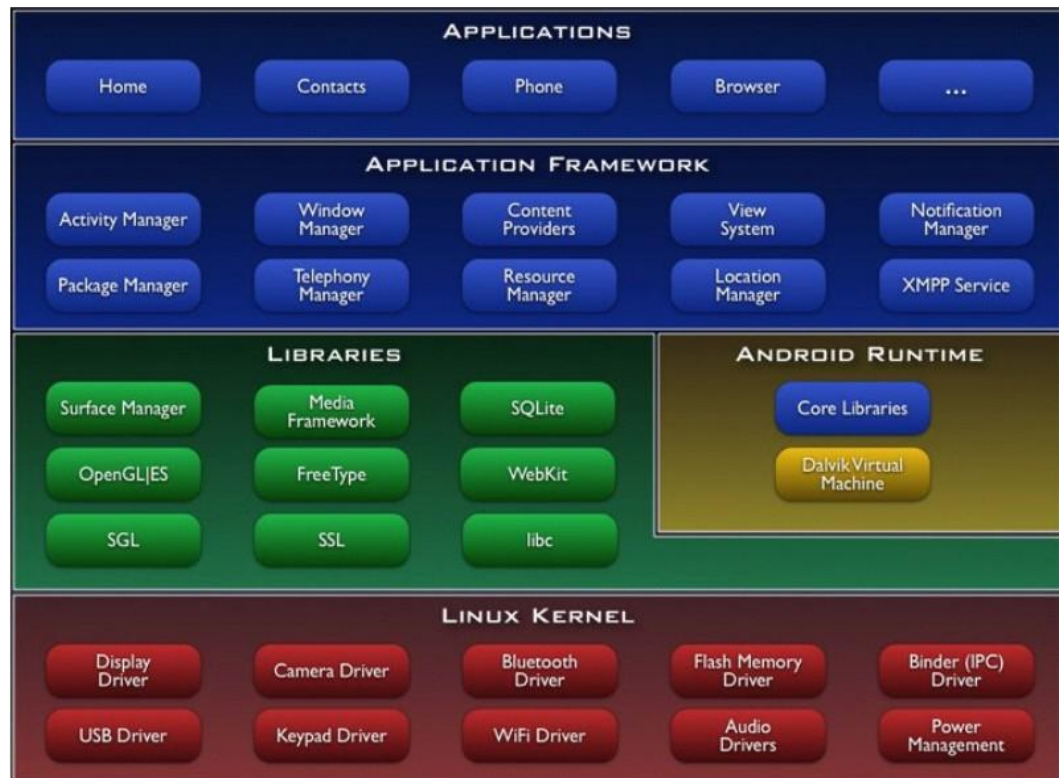 APPLICATIONS
Home
Contacts
Phone
Browser
...
APPLICATION FRAMEWORK
Activity Manager
Window
Manager
Content
Providers
View
System
Notification
Manager
Package Manager
Telephony
Manager
Resource
Manager
Location
Manager
XMPP Service
LIBRARIES
Surface Manager
Media
Framework
SQLite
OpenGL|ES
FreeType
WebKit
SGL
SSL
libc
ANDROID RUNTIME
Core Libraries
Dalvik Virtual
Machine
LINUX KERNEL
Display
Driver
Camera Driver
Bluetooth
Driver
Flash Memory
Driver
Binder (IPC)
Driver
USB Driver
Keypad Driver
WiFi Driver
Audio
Drivers
Power
Management